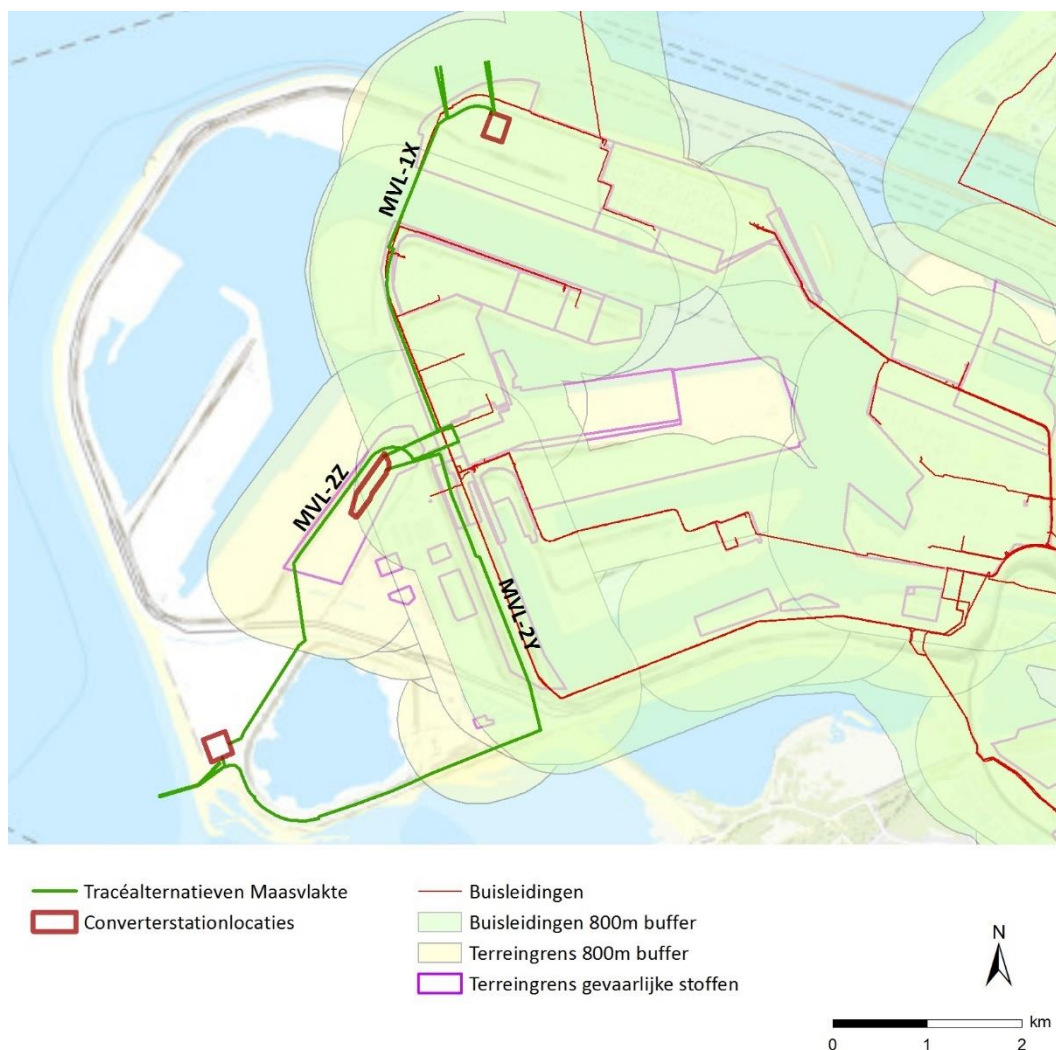 MVL-1X
MVL-2Z
MVL-2Y
Tracéalternatieven Maasvlakte
Converterstationlocaties
Buisleidingen
Buisleidingen 800m buffer
Terreingrens 800m buffer
Terreingrens gevaarlijke stoffen
N
km
0 1 2